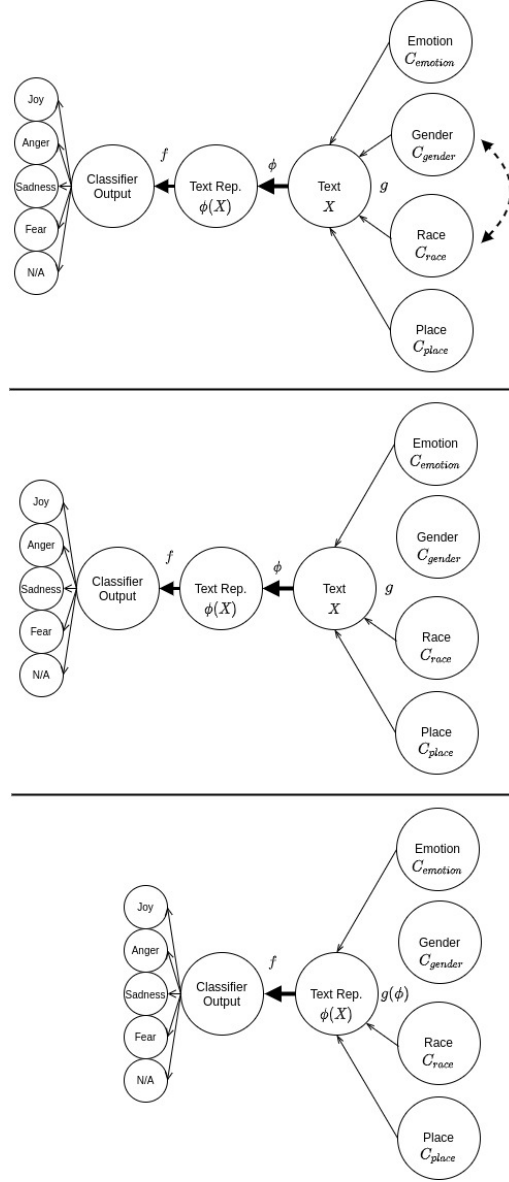 Emotion
C_emotion
Joy
Gender
C_gender
Anger
f
ϕ
Classifier
Output
Text Rep.
ϕ(X)
Text
X
g
Sadness
Race
C_race
Fear
N/A
Place
C_place
Emotion
C_emotion
Joy
Gender
C_gender
Anger
f
ϕ
Classifier
Output
Text Rep.
ϕ(X)
Text
X
g
Sadness
Race
C_race
Fear
N/A
Place
C_place
Emotion
C_emotion
Joy
Gender
C_gender
Anger
f
Classifier
Output
Text Rep.
ϕ(X)
g(ϕ)
Sadness
Race
C_race
Fear
N/A
Place
C_place